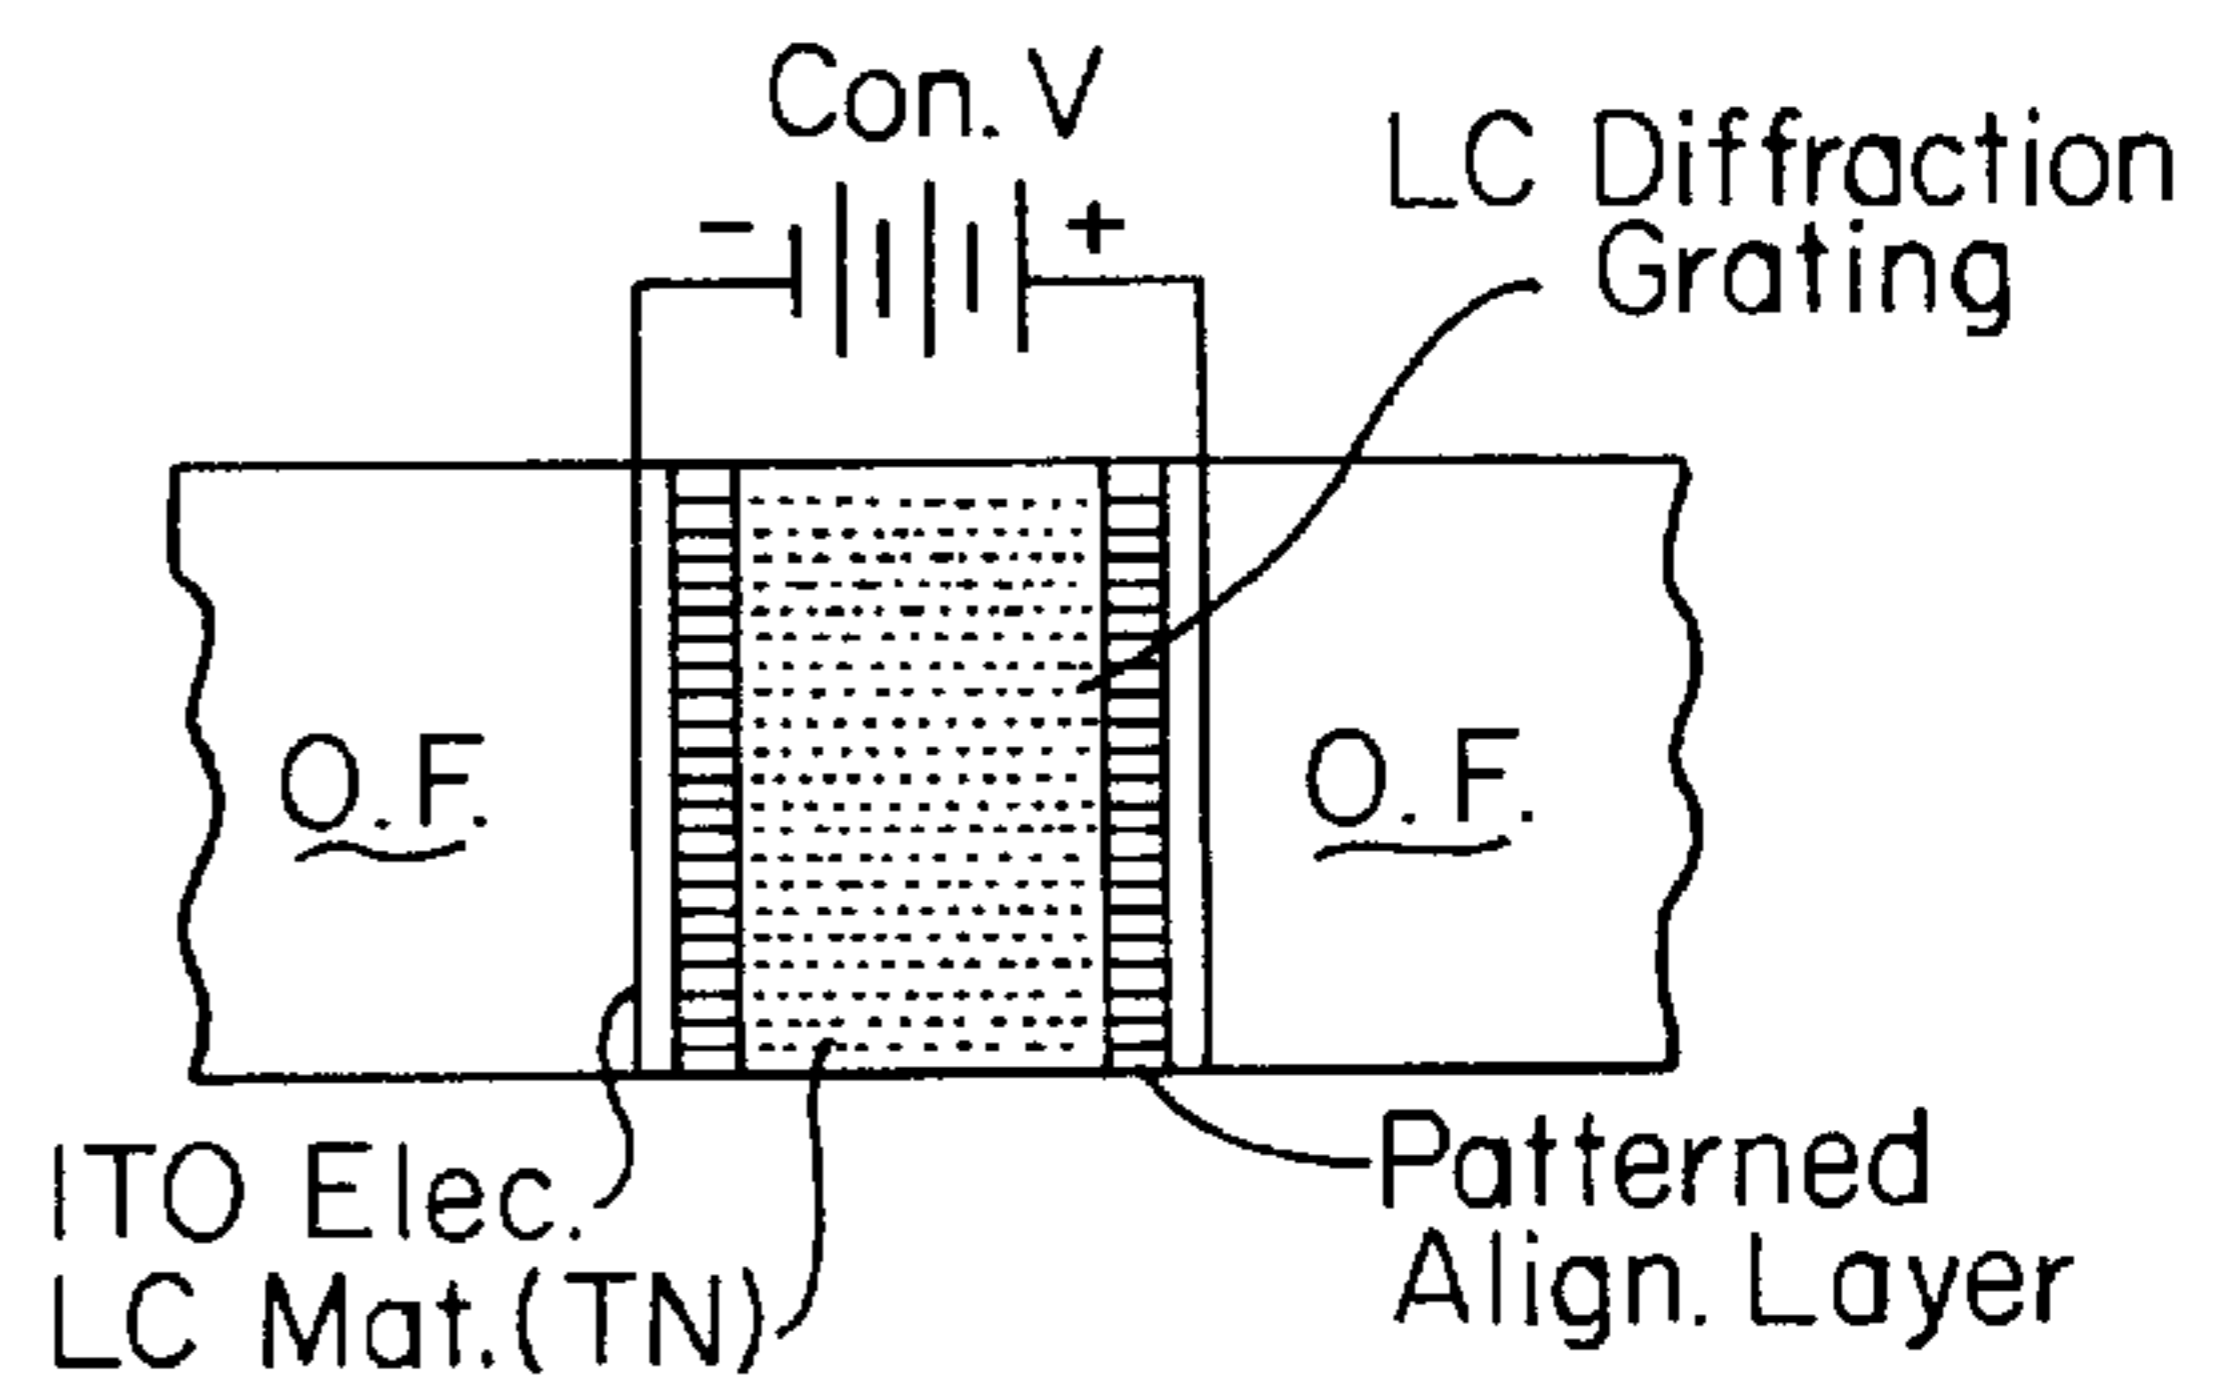 Con. V
- +
LC Diffraction
Grating
O.F.
O.F.
ITO Elec.
LC Mat.(TN)
Patterned
Align. Layer